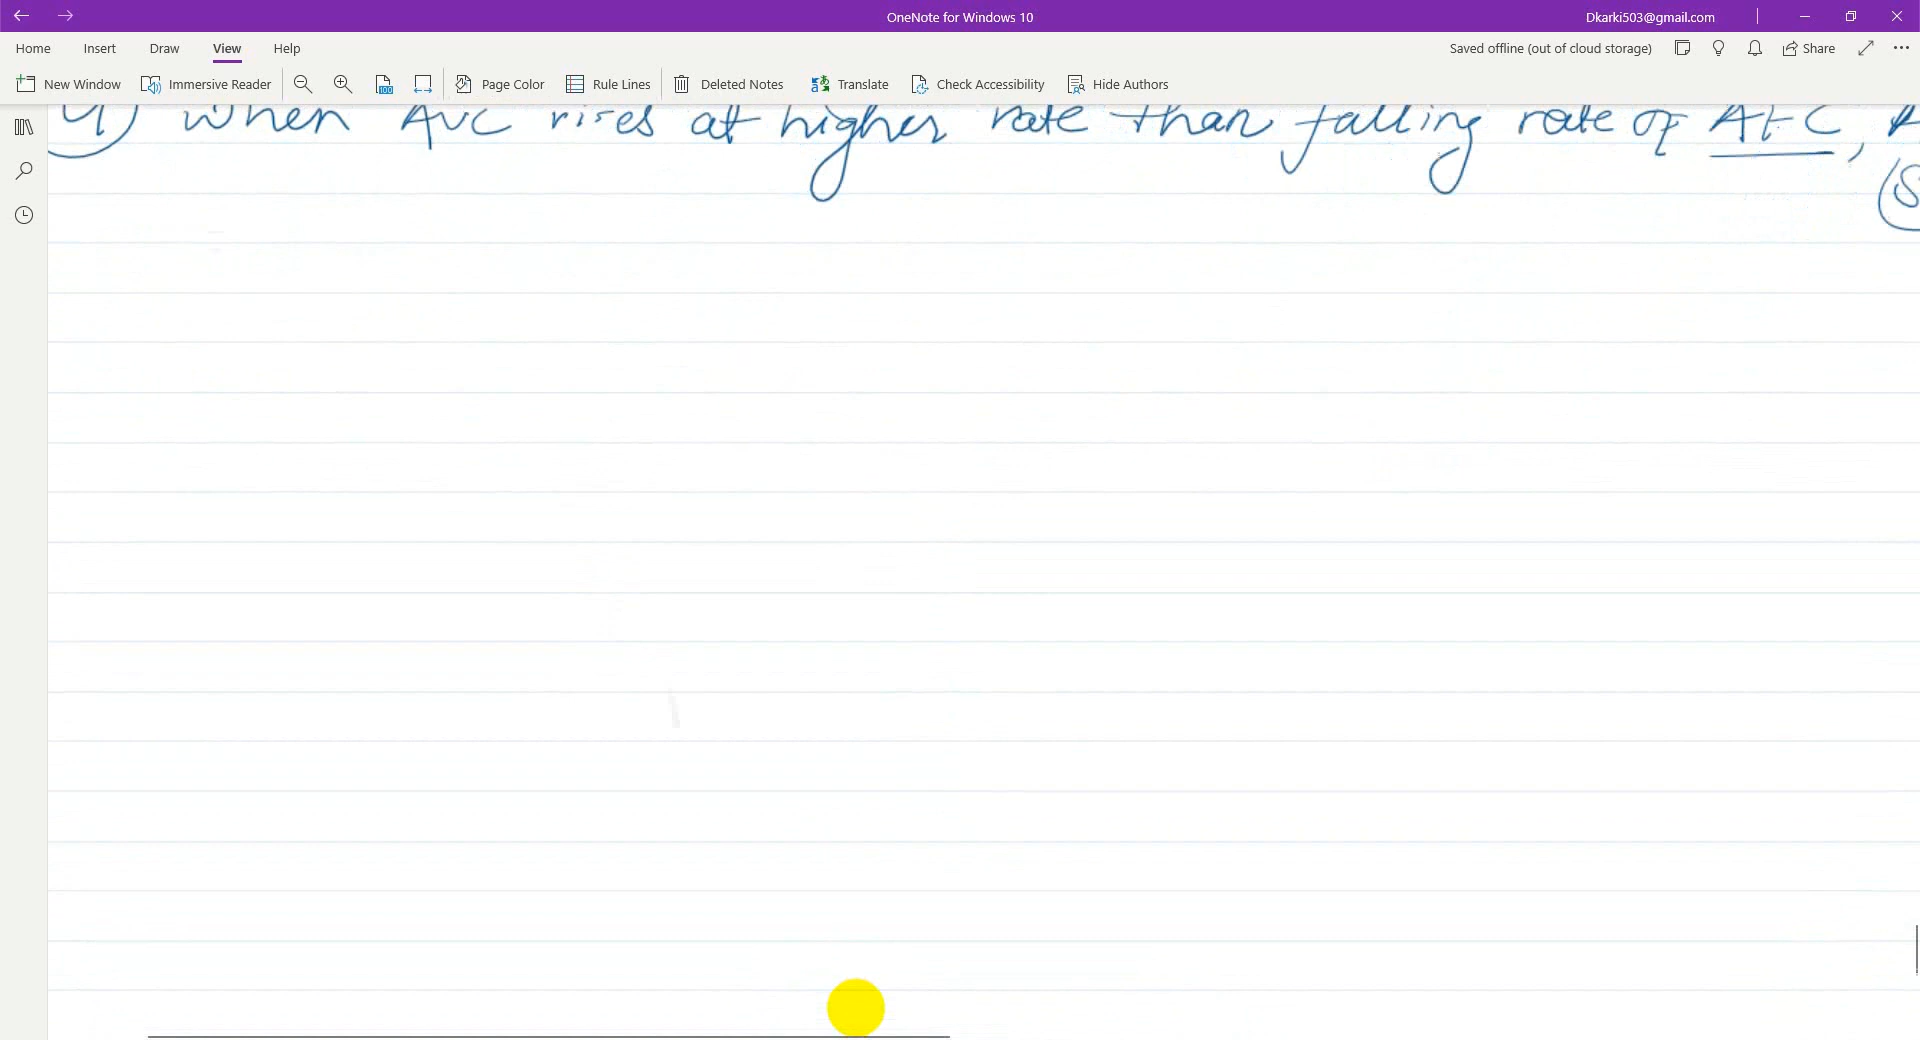 OneNote for Windows 10
Dkarki503@gmail.com
Home Insert Draw View Help
Saved offline (out of cloud storage)
Share
New Window Immersive Reader Page Color Rule Lines Deleted Notes Translate Check Accessibility Hide Authors
4) when AVC rises at higher rate than falling rate of AFC,